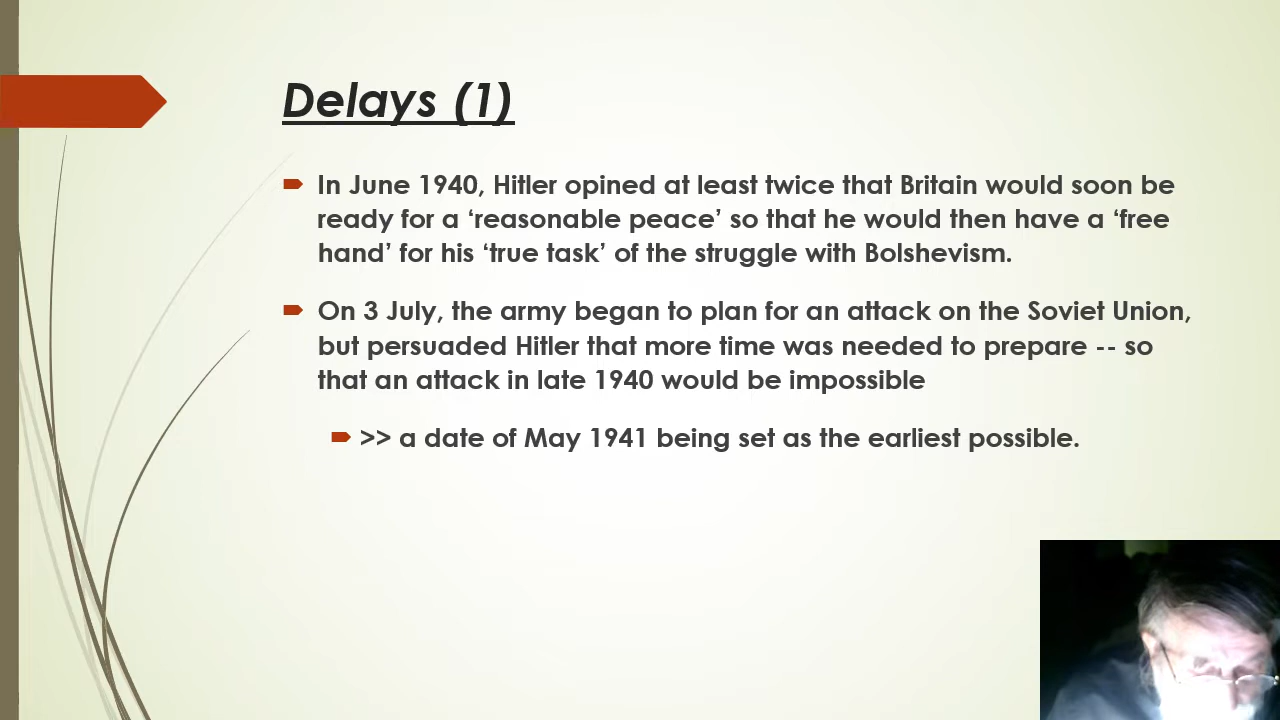 Delays (1)
In June 1940, Hitler opined at least twice that Britain would soon be
ready for a ‘reasonable peace’ so that he would then have a ‘free
hand’ for his ‘true task’ of the struggle with Bolshevism.
On 3 July, the army began to plan for an attack on the Soviet Union,
but persuaded Hitler that more time was needed to prepare -- so
that an attack in late 1940 would be impossible
>> a date of May 1941 being set as the earliest possible.